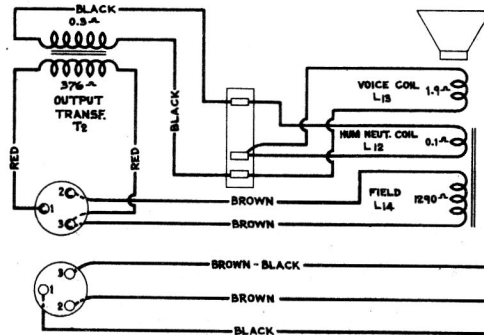 BLACK
0.3Ω
376Ω
OUTPUT
TRANSF.
T2
RED
RED
BLACK
VOICE COIL
L13
1.9Ω
HUM NEUT. COIL
L12
0.1Ω
FIELD
L14
1290Ω
2
1
3
BROWN
BROWN
3
1
2
BROWN-BLACK
BROWN
BLACK